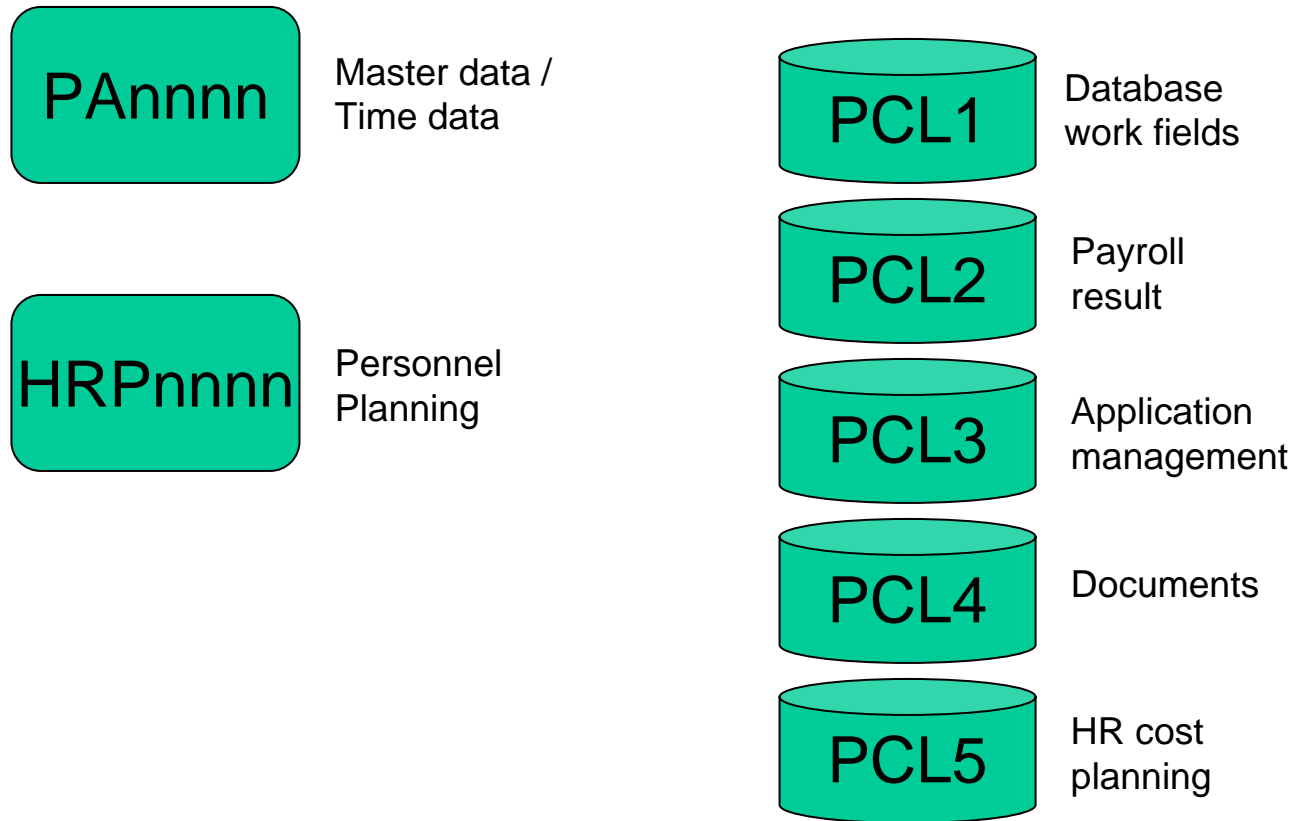 PAnnnn
Master data /
Time data
HRPnnnn
Personnel
Planning
PCL1
Database
work fields
PCL2
Payroll
result
PCL3
Application
management
PCL4
Documents
PCL5
HR cost
planning